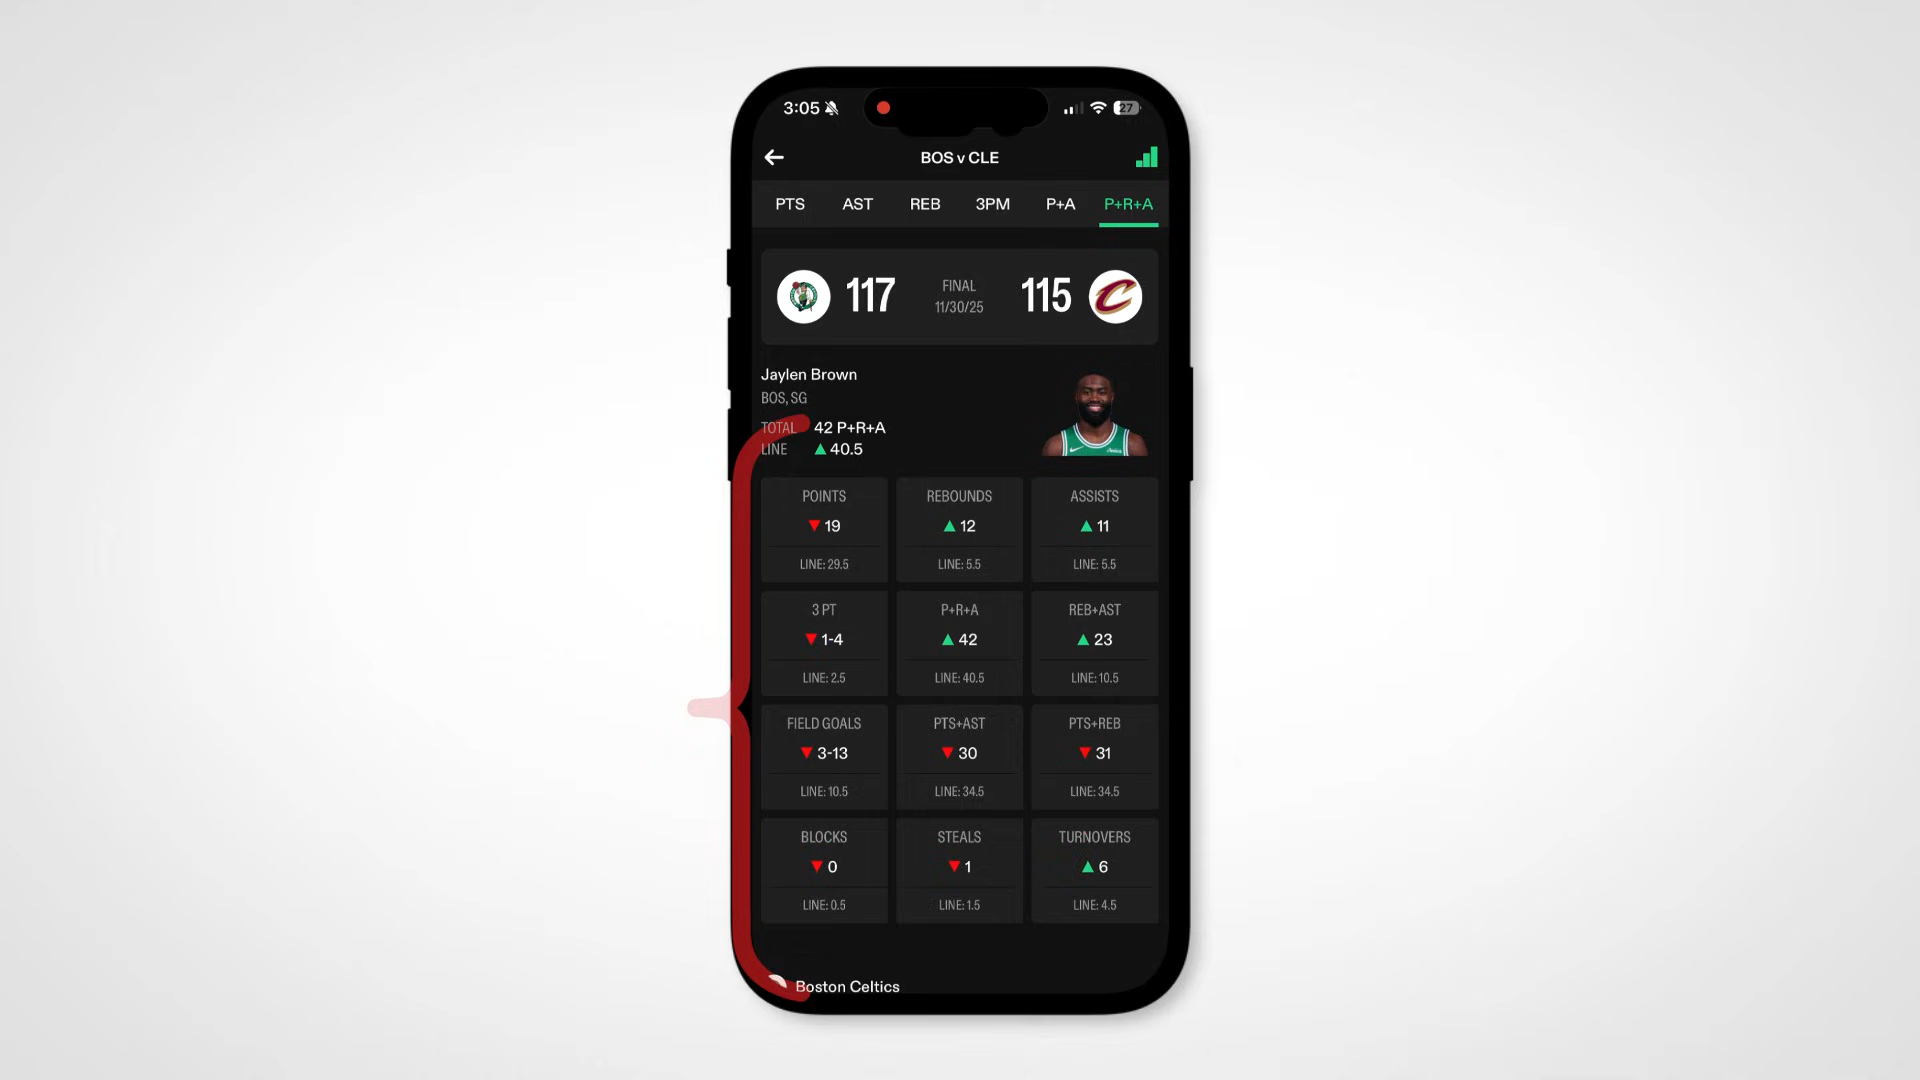 3:05
27
BOS v CLE
PTS AST REB 3PM P+A P+R+A
117 FINAL 115
11/30/25
Jaylen Brown
BOS, SG
TOTAL 42 P+R+A
LINE 40.5
POINTS REBOUNDS ASSISTS
19 12 11
LINE: 29.5 LINE: 5.5 LINE: 5.5
3 PT P+R+A REB+AST
1-4 42 23
LINE: 2.5 LINE: 40.5 LINE: 10.5
FIELD GOALS PTS+AST PTS+REB
3-13 30 31
LINE: 10.5 LINE: 34.5 LINE: 34.5
BLOCKS STEALS TURNOVERS
0 1 6
LINE: 0.5 LINE: 1.5 LINE: 4.5
Boston Celtics